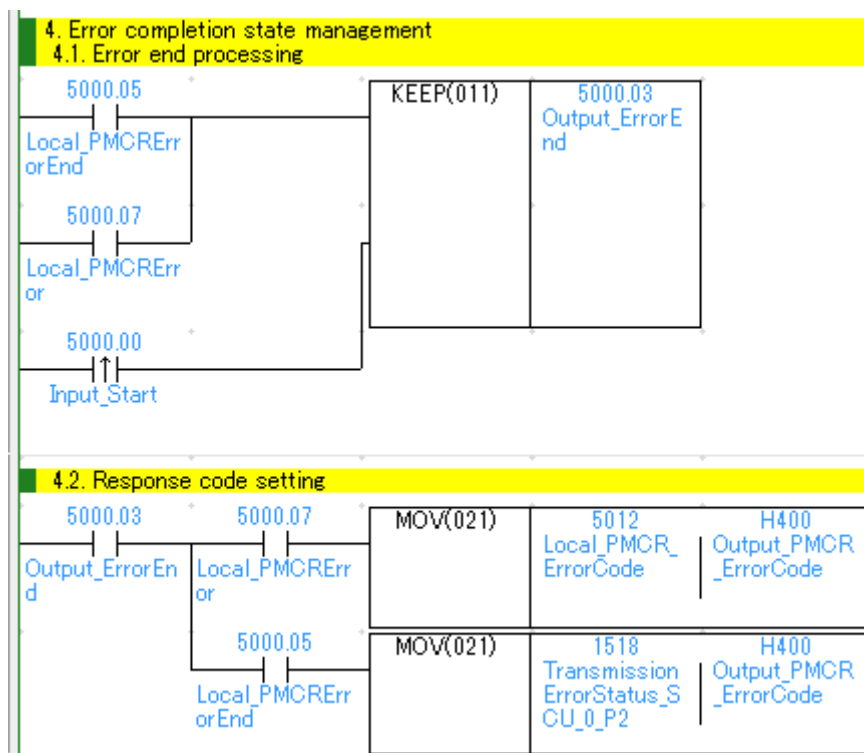 4. Error completion state management
4.1. Error end processing
5000.05
Local_PMCRErr
orEnd
KEEP(011)
5000.03
Output_ErrorE
nd
5000.07
Local_PMCRErr
or
5000.00
Input_Start
4.2. Response code setting
5000.03
Output_ErrorEn
d
5000.07
Local_PMCRErr
or
MOV(021)
5012
Local_PMCR_
ErrorCode
H400
Output_PMCR
_ErrorCode
5000.05
Local_PMCRErr
orEnd
MOV(021)
1518
Transmission
ErrorStatus_S
CU_0_P2
H400
Output_PMCR
_ErrorCode